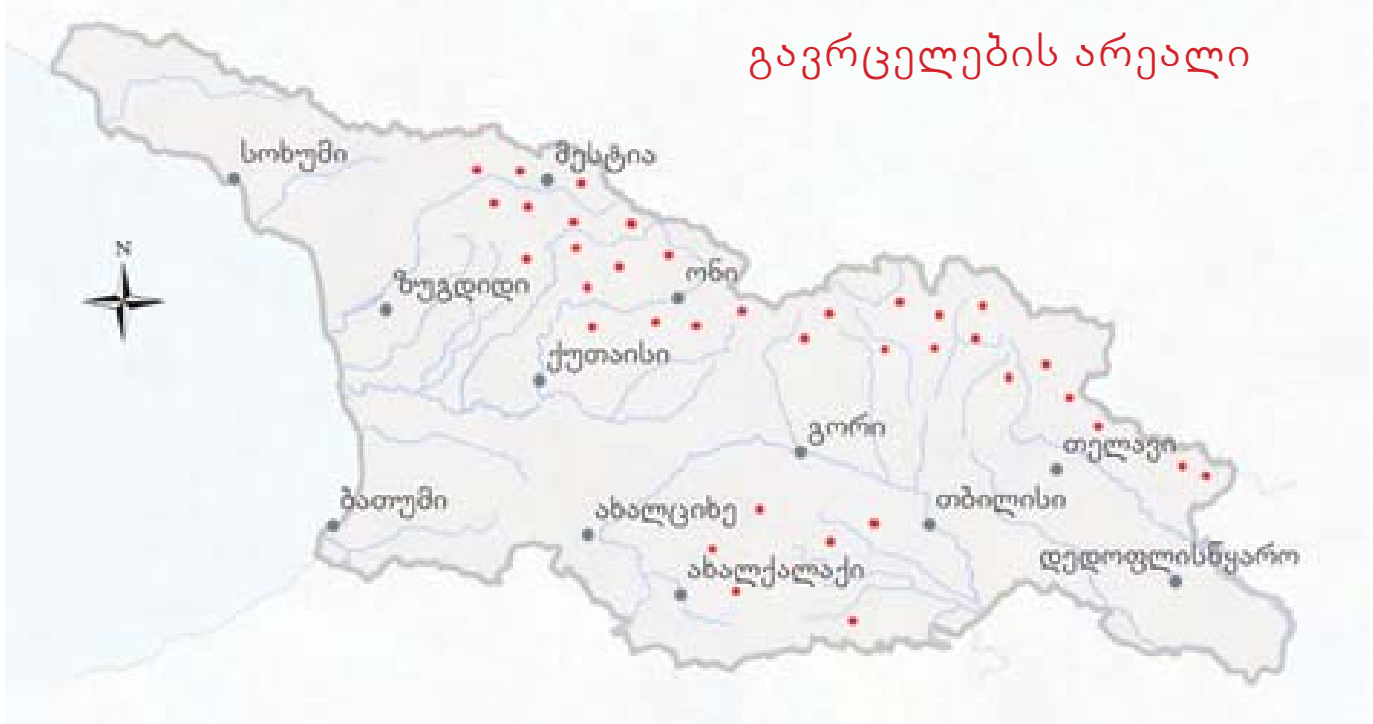 გავრცელების არეალი
სოხუმი
მესტია
N
ზუგდიდი
ონი
ქუთაისი
გორი
თელავი
ბათუმი
ახალციხე
თბილისი
ახალქალაქი
დედოფლისწყარო